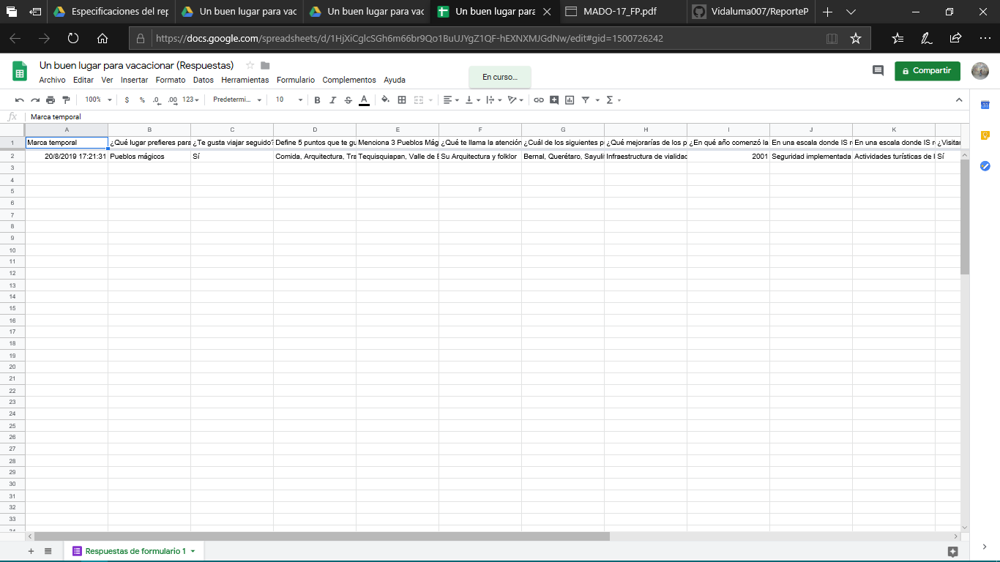 Especificaciones del rep
Un buen lugar para vac
Un buen lugar para vac
Un buen lugar para
MADO-17_FP.pdf
Vidaluma007/ReporteP
https://docs.google.com/spreadsheets/d/1HjXiCglcSGh6m66br9Qo1BuUJYgZ1QF-hEXNXMJGdNw/edit#gid=1500726242
Un buen lugar para vacacionar (Respuestas)
En curso...
Compartir
Archivo Editar Ver Insertar Formato Datos Herramientas Formulario Complementos Ayuda
100% $ % .0 .00 123 Predetermi... 10 B I S A
fx Marca temporal
A B C D E F G H I J K
1 Marca temporal ¿Qué lugar prefieres para ¿Te gusta viajar seguido? Define 5 puntos que te gu Menciona 3 Pueblos Mág ¿Qué te llama la atención ¿Cuál de los siguientes p ¿Qué mejorarías de los p ¿En qué año comenzó la En una escala donde IS r En una escala donde IS r ¿Visitar
2 20/8/2019 17:21:31 Pueblos mágicos Sí Comida, Arquitectura, Tra Tequisquiapan, Valle de B Su Arquitectura y folklor Bernal, Querétaro, Sayulit Infraestructura de vialidad 2001 Seguridad implementada Actividades turísticas de l Sí
3
4
5
6
7
8
9
10
11
12
13
14
15
16
17
18
19
20
21
22
23
24
25
26
27
28
29
30
31
32
33
34
Respuestas de formulario 1